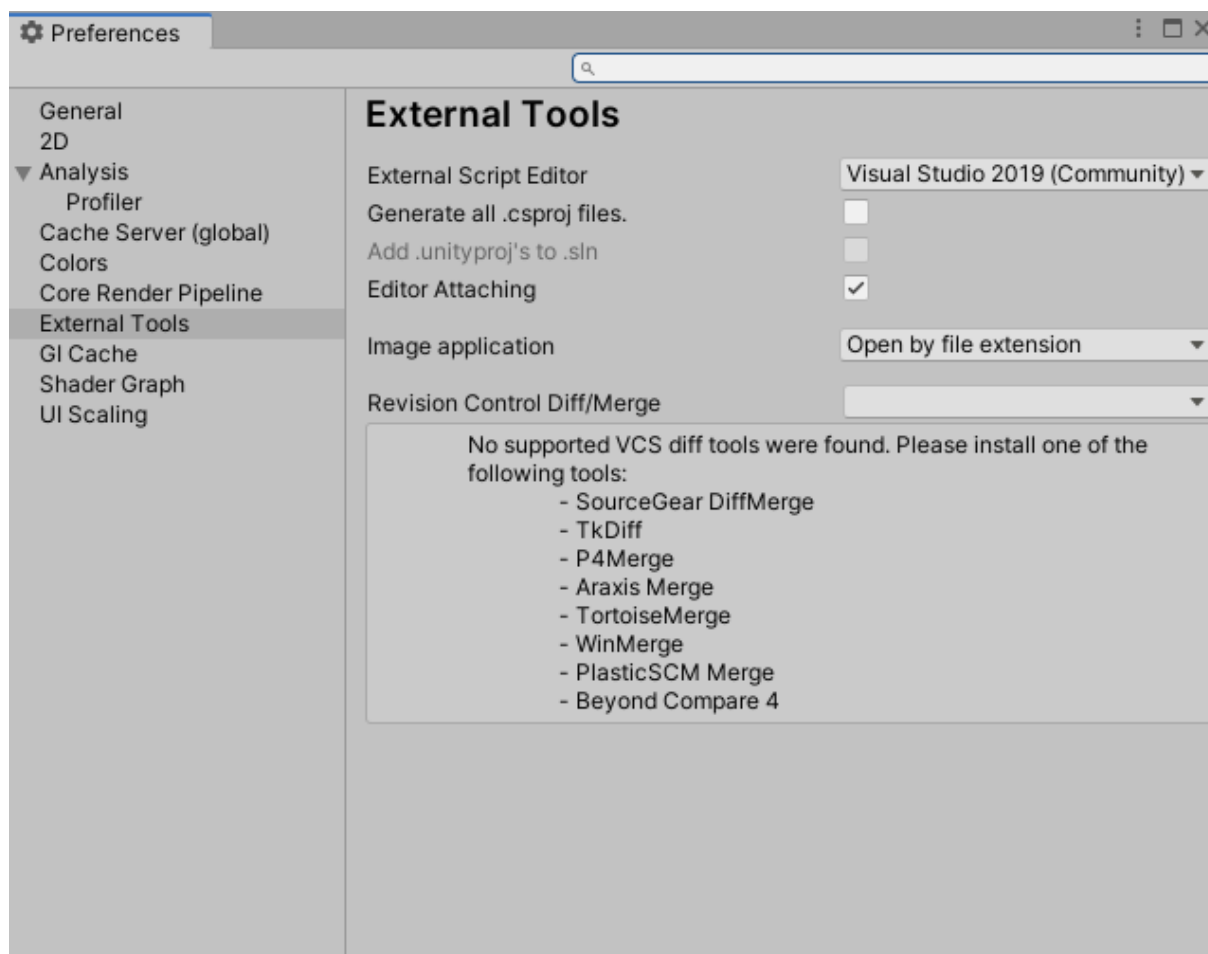 Preferences
General
2D
Analysis
Profiler
Cache Server (global)
Colors
Core Render Pipeline
External Tools
GI Cache
Shader Graph
UI Scaling
External Tools
External Script Editor
Visual Studio 2019 (Community)
Generate all .csproj files.
Add .unityproj's to .sln
Editor Attaching
Image application
Open by file extension
Revision Control Diff/Merge
No supported VCS diff tools were found. Please install one of the
following tools:
- SourceGear DiffMerge
- TkDiff
- P4Merge
- Araxis Merge
- TortoiseMerge
- WinMerge
- PlasticSCM Merge
- Beyond Compare 4